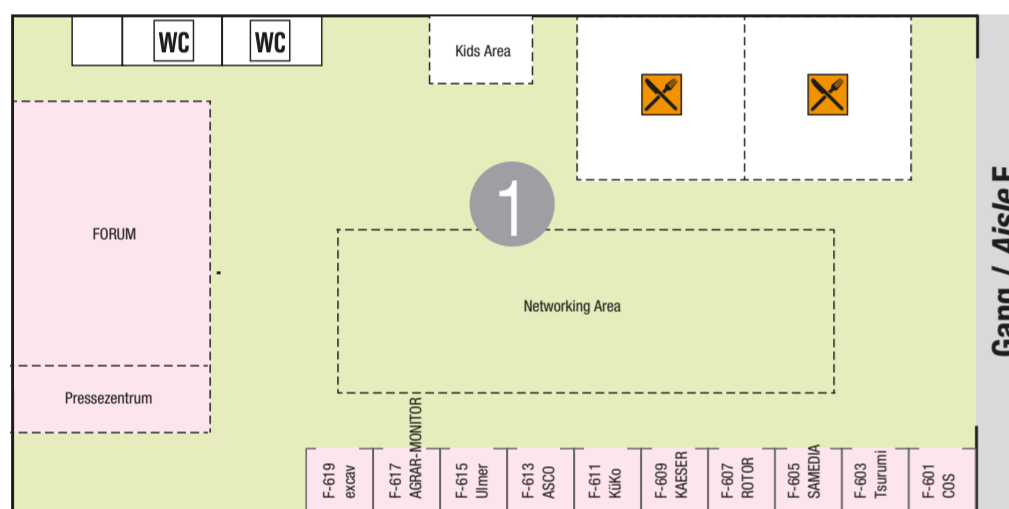 WC
WC
Kids Area
1
FORUM
Networking Area
Pressezentrum
Gang / Aisle F
F-619
excav
F-617
AGRAR-MONITOR
F-615
Ulmer
F-613
ASCO
F-611
KüKo
F-609
KAESER
F-607
ROTOR
F-605
SAMEDIA
F-603
Tsurumi
F-601
COS